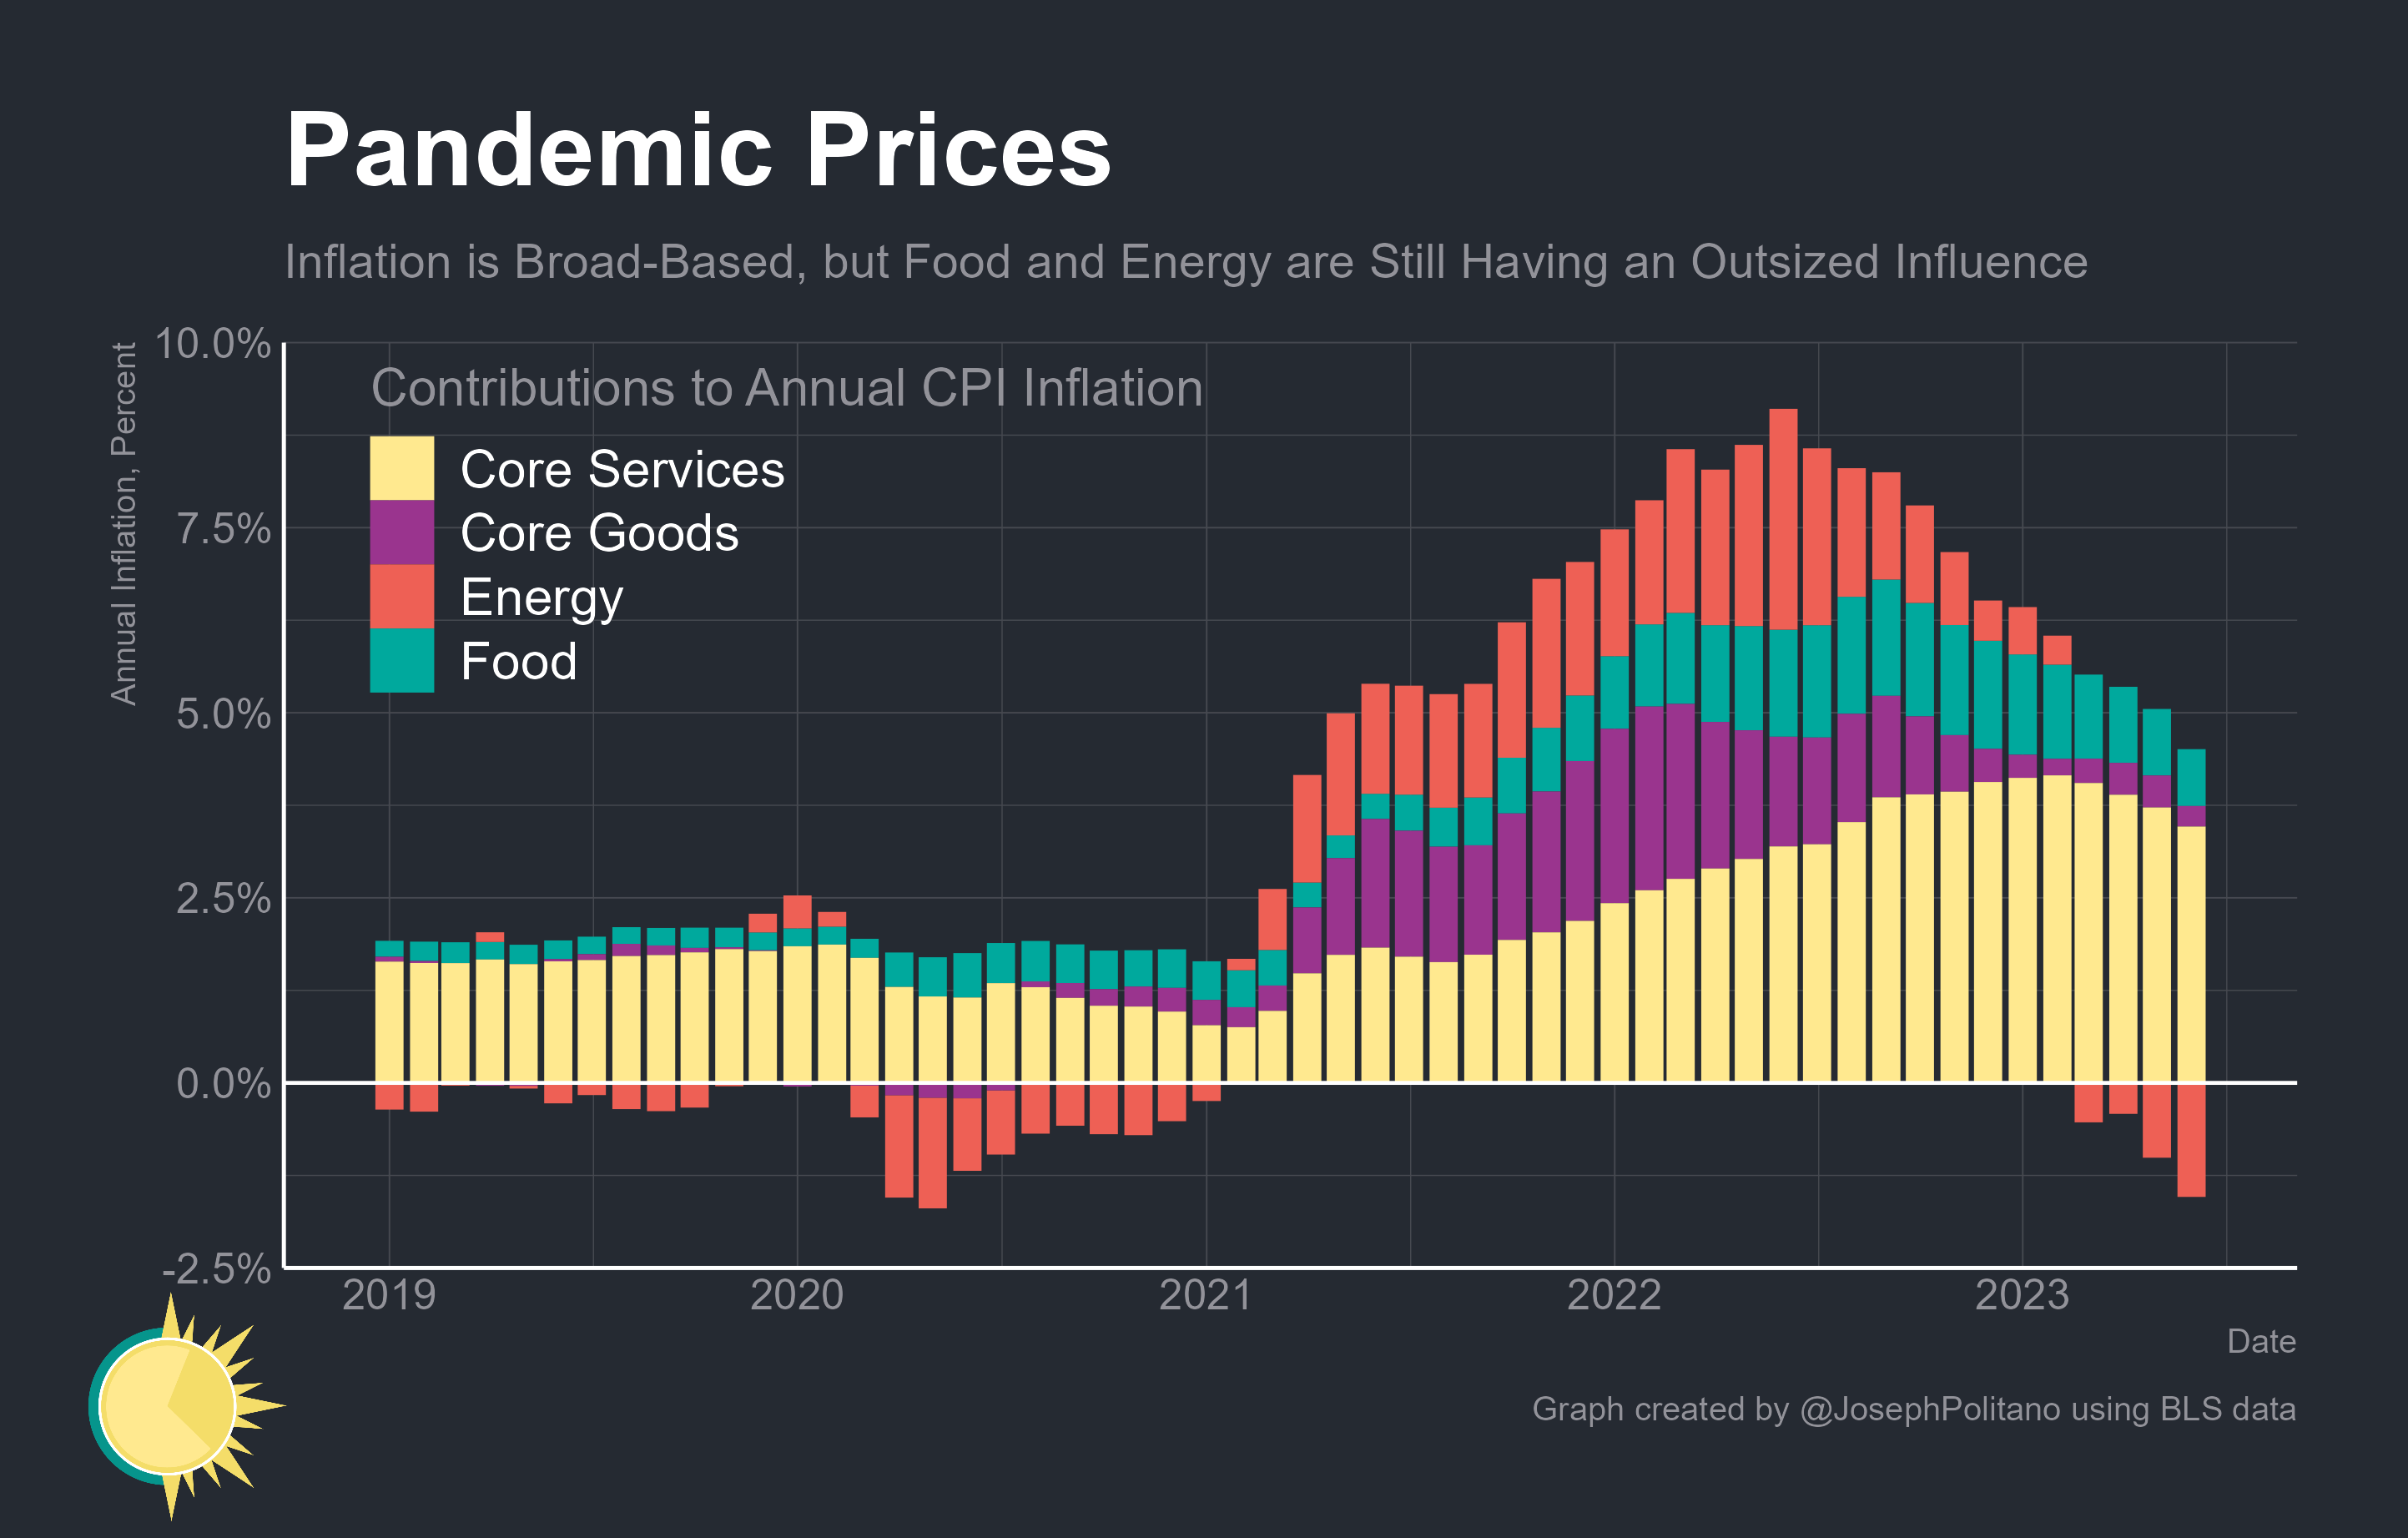 Pandemic Prices
Inflation is Broad-Based, but Food and Energy are Still Having an Outsized Influence
Annual Inflation, Percent
10.0%
7.5%
5.0%
2.5%
0.0%
-2.5%
Contributions to Annual CPI Inflation
Core Services
Core Goods
Energy
Food
2019
2020
2021
2022
2023
Date
Graph created by @JosephPolitano using BLS data